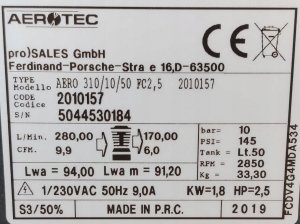 AEROTEC
CE
pro)SALES GmbH
Ferdinand-Porsche-Stra e 16,D-63500
TYPE
Modello AERO 310/10/50 FC2,5 2010157
CODE
Codice 2010157
S/N 5044530184
L/Min. 280,00 170,00
CFM. 9,9 6,0
bar= 10
PSI= 145
Tank= Lt.50
RPM= 2850
Kg= 33,30
Lwa = 94,00 Lwa m = 91,20
1/230VAC 50Hz 9,0A KW=1,8 HP=2,5
S3/50% MADE IN P.R.C. 2019